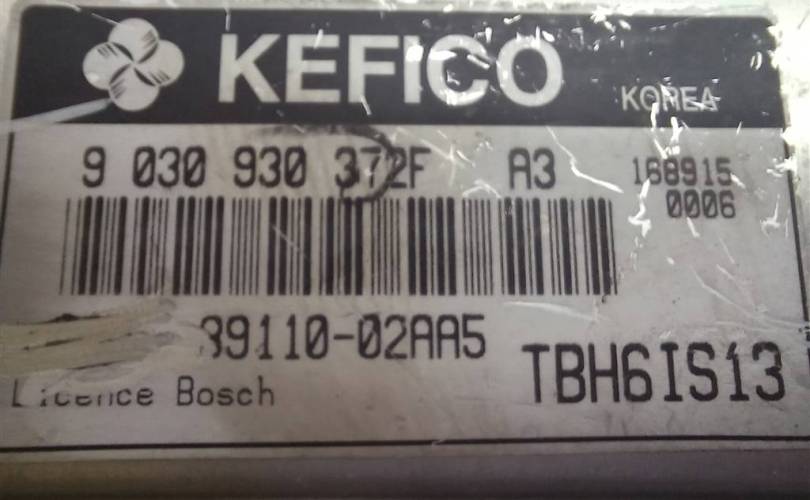 KEFICO
KOREA
9 030 930 372F A3
168915
0006
39110-02AA5
TBH6IS13
Licence Bosch